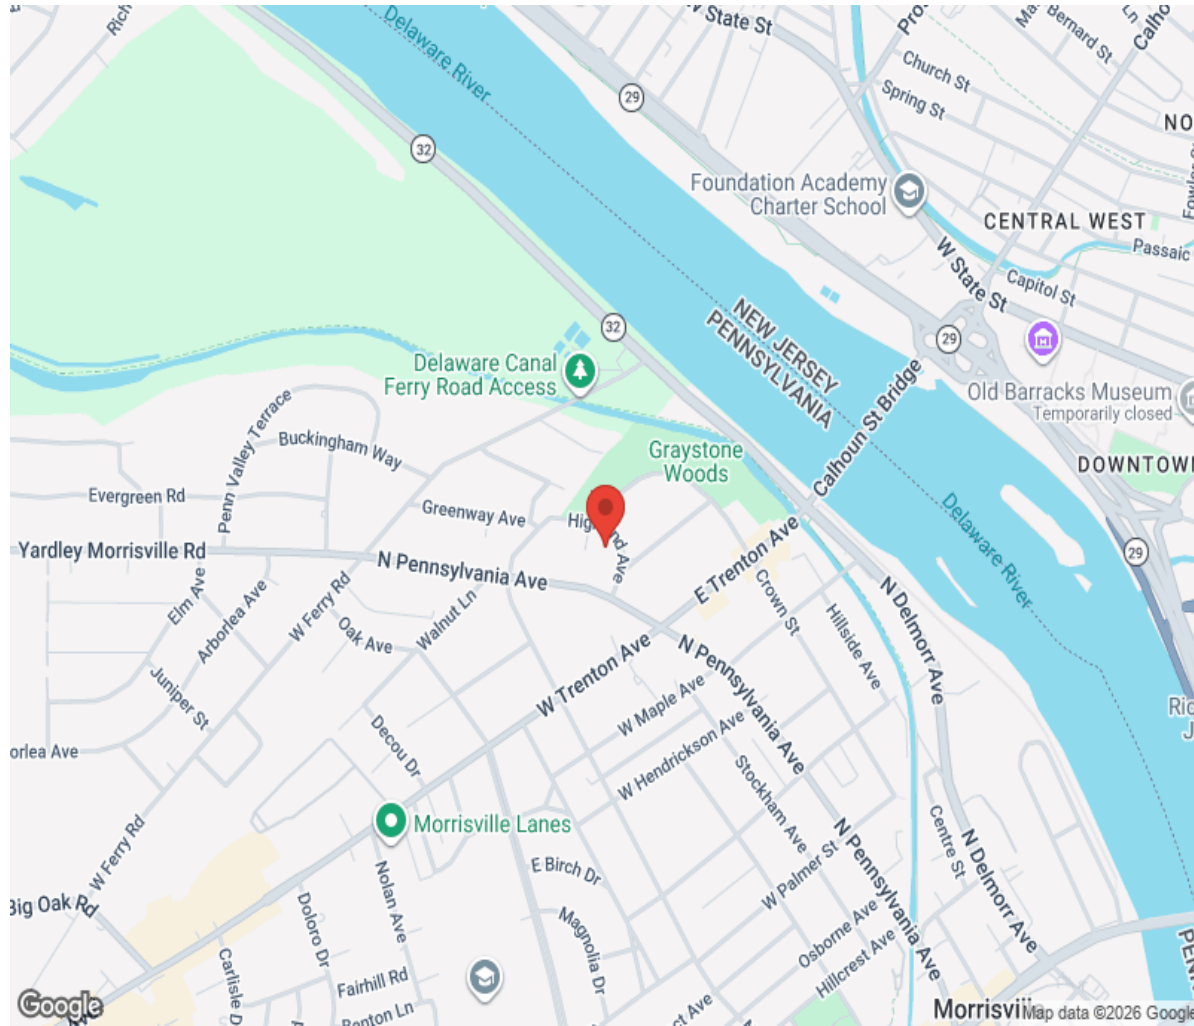 Delaware River
W State St
Church St
Spring St
Bernard St
29
32
Foundation Academy
Charter School
CENTRAL WEST
Passaic
W State St
Capitol St
NEW JERSEY
PENNSYLVANIA
32
29
Delaware Canal
Ferry Road Access
Old Barracks Museum
Temporarily closed
Calhoun St Bridge
Penn Valley Terrace
Buckingham Way
Graystone
Woods
DOWNTOWN
Evergreen Rd
Greenway Ave
Delaware River
Yardley Morrisville Rd
N Pennsylvania Ave
E Trenton Ave
29
Elm Ave
Arborlea Ave
W Ferry Rd
Oak Ave
Walnut Ln
Crown St
Hillside Ave
N Delmorr Ave
Juniper St
W Trenton Ave
N Pennsylvania Ave
W Maple Ave
W Hendrickson Ave
Decou Dr
Stockham Ave
Morrisville Lanes
W Ferry Rd
N Pennsylvania Ave
Centre St
N Delmorr Ave
E Birch Dr
W Palmer St
Big Oak Rd
Nolan Ave
Doloro Dr
Magnolia Dr
Osborne Ave
Hillcrest Ave
Fairhill Rd
Google
Map data ©2026 Google